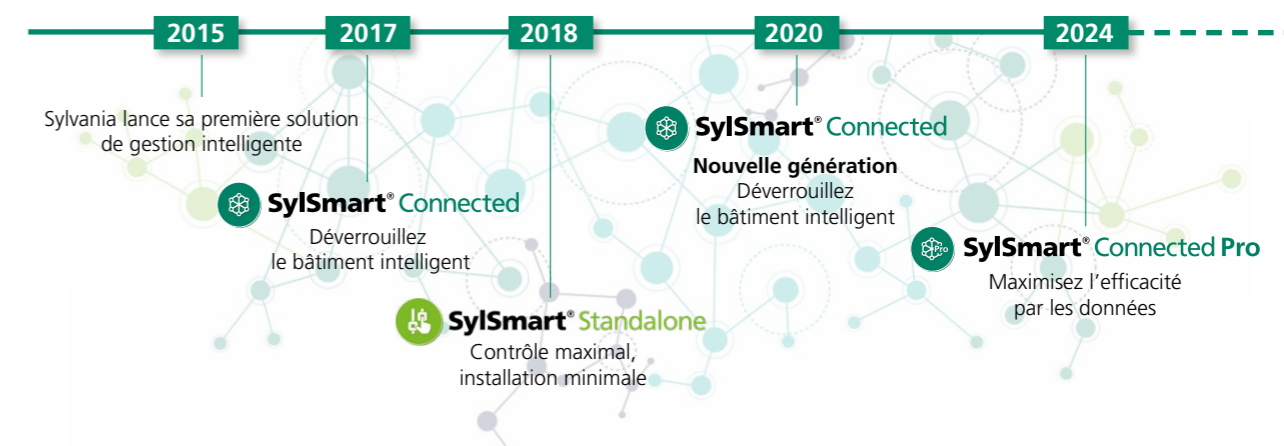 2015
2017
2018
2020
2024
Sylvania lance sa première solution
de gestion intelligente
SylSmart® Connected
Déverrouillez
le bâtiment intelligent
SylSmart® Standalone
Contrôle maximal,
installation minimale
SylSmart® Connected
Nouvelle génération
Déverrouillez
le bâtiment intelligent
Pro
SylSmart® Connected Pro
Maximisez l’efficacité
par les données